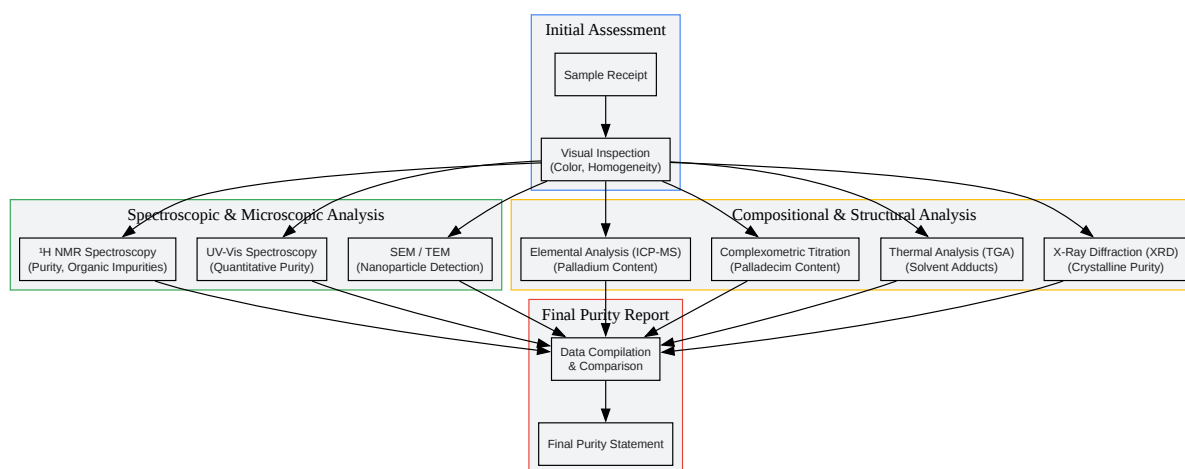 Initial Assessment
Sample Receipt
Visual Inspection
(Color, Homogeneity)
Spectroscopic & Microscopic Analysis
¹H NMR Spectroscopy
(Purity, Organic Impurities)
UV-Vis Spectroscopy
(Quantitative Purity)
SEM / TEM
(Nanoparticle Detection)
Compositional & Structural Analysis
Elemental Analysis (ICP-MS)
(Palladium Content)
Complexometric Titration
(Palladecim Content)
Thermal Analysis (TGA)
(Solvent Adducts)
X-Ray Diffraction (XRD)
(Crystalline Purity)
Final Purity Report
Data Compilation
& Comparison
Final Purity Statement